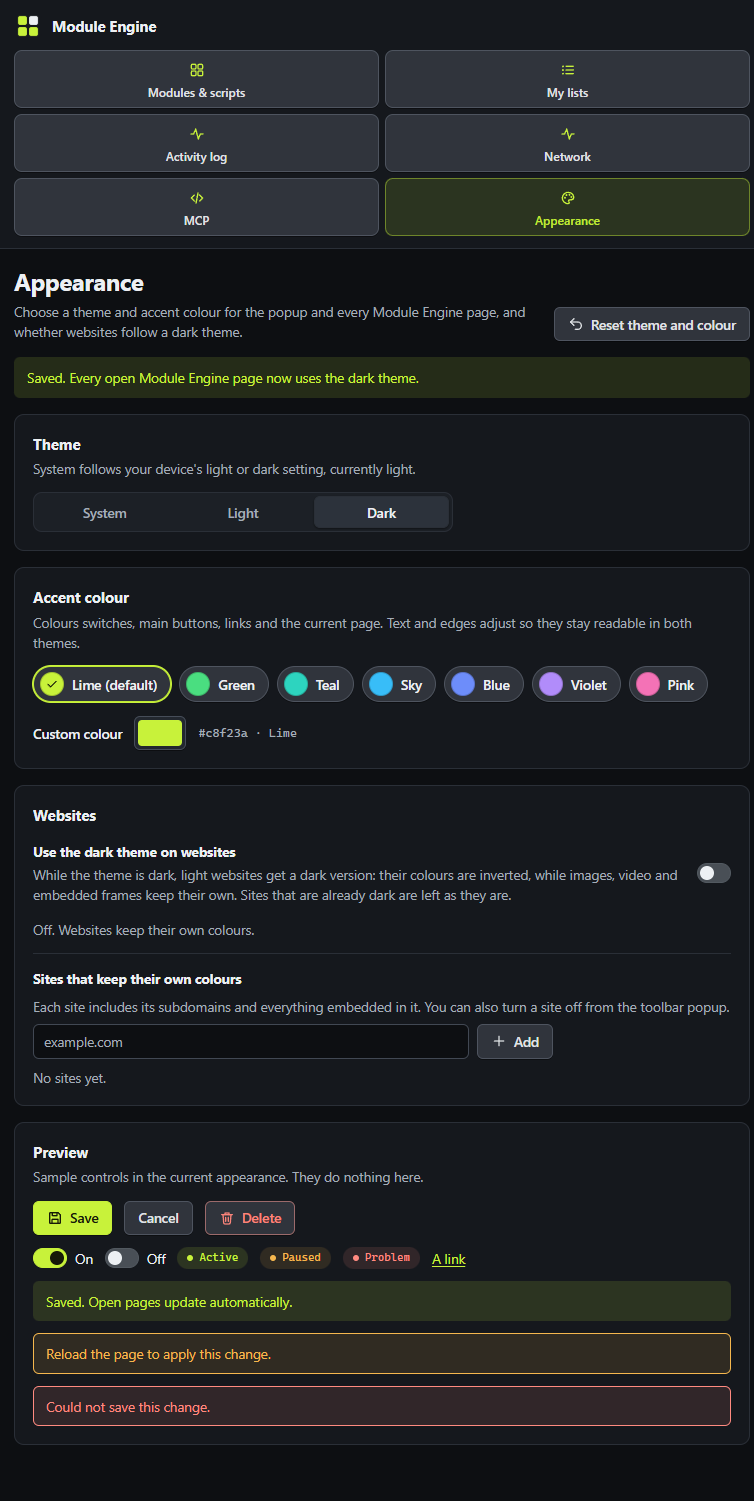 Module Engine
Modules & scripts
My lists
Activity log
Network
MCP
Appearance
Appearance
Choose a theme and accent colour for the popup and every Module Engine page, and
whether websites follow a dark theme.
Reset theme and colour
Saved. Every open Module Engine page now uses the dark theme.
Theme
System follows your device's light or dark setting, currently light.
System Light Dark
Accent colour
Colours switches, main buttons, links and the current page. Text and edges adjust so they stay readable in both
themes.
Lime (default) Green Teal Sky Blue Violet Pink
Custom colour #c8f23a · Lime
Websites
Use the dark theme on websites
While the theme is dark, light websites get a dark version: their colours are inverted, while images, video and
embedded frames keep their own. Sites that are already dark are left as they are.
Off. Websites keep their own colours.
Sites that keep their own colours
Each site includes its subdomains and everything embedded in it. You can also turn a site off from the toolbar popup.
example.com Add
No sites yet.
Preview
Sample controls in the current appearance. They do nothing here.
Save Cancel Delete
On Off Active Paused Problem A link
Saved. Open pages update automatically.
Reload the page to apply this change.
Could not save this change.